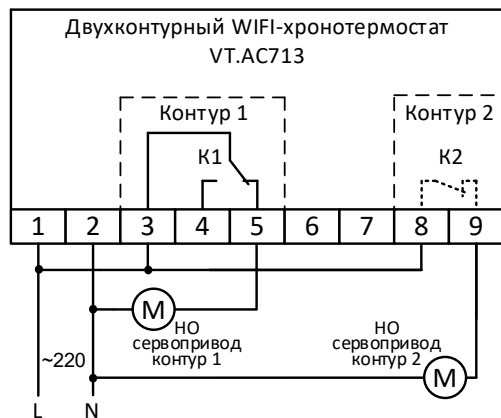 Двухконтурный WIFI-хронотермостат
VT.AC713
Контур 1
Контур 2
К1
К2
1 2 3 4 5 6 7 8 9
М
НО
сервопривод
контур 1
НО
сервопривод
контур 2
М
~220
L N